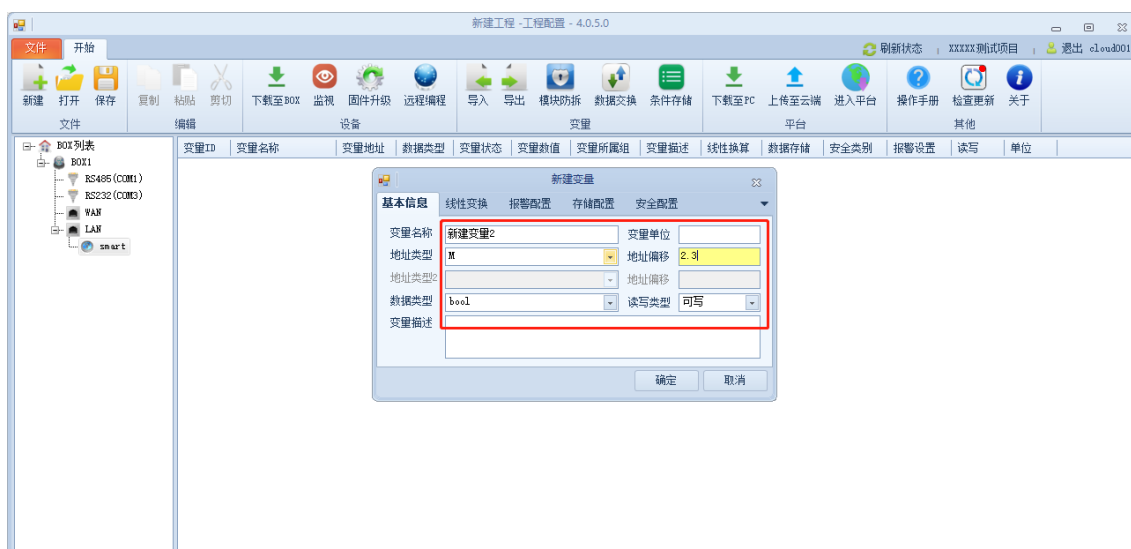 新建工程 -工程配置 - 4.0.5.0
文件 开始 刷新状态 XXXXX测试项目 退出 cloud001
新建 打开 保存 复制 粘贴 剪切 下载至BOX 监视 固件升级 远程编程 导入 导出 模块防拆 数据交换 条件存储 下载至PC 上传至云端 进入平台 操作手册 检查更新 关于
文件 编辑 设备 变量 平台 其他
BOX列表 变量ID 变量名称 变量地址 数据类型 变量状态 变量数值 变量所属组 变量描述 线性换算 数据存储 安全类别 报警设置 读写 单位
BOX1
RS485(COM1)
RS232(COM3)
WAN
LAN
smart
新建变量
基本信息 线性变换 报警配置 存储配置 安全配置
变量名称 新建变量2 变量单位
地址类型 M 地址偏移 2.3
地址类型2 地址偏移
数据类型 bool 读写类型 可写
变量描述
确定 取消